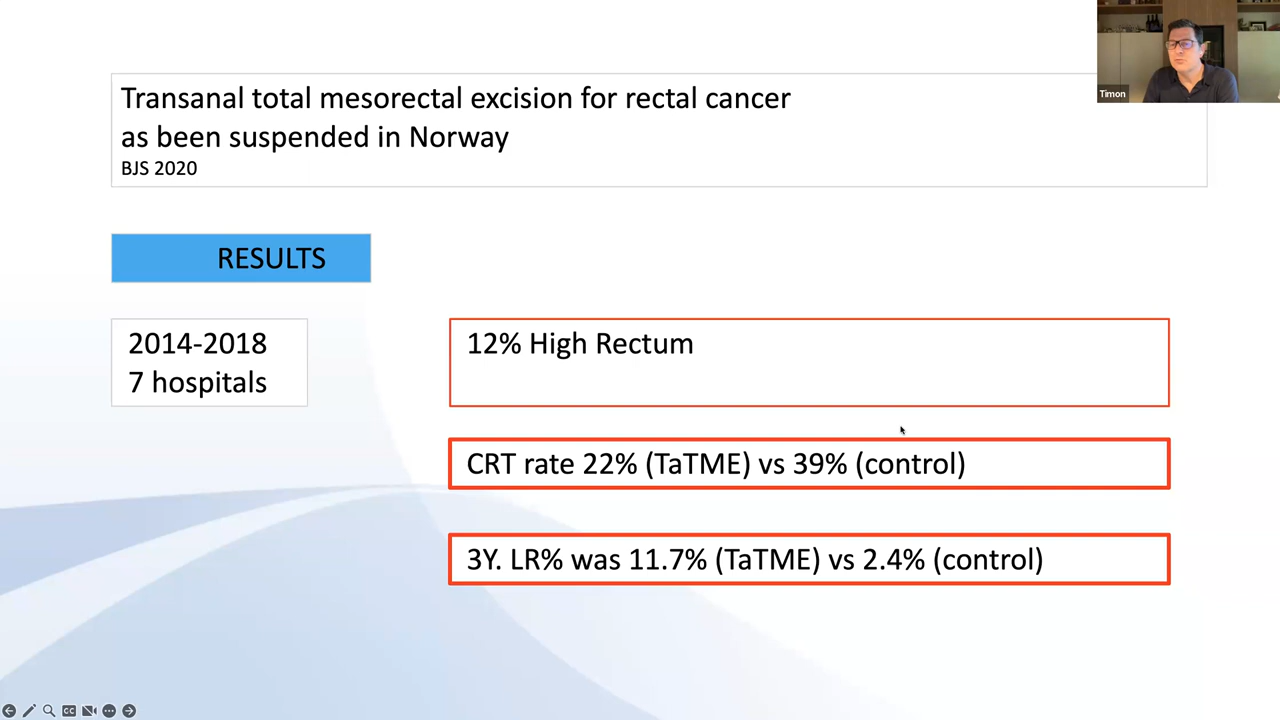 Transanal total mesorectal excision for rectal cancer
as been suspended in Norway
BJS 2020
Timon
RESULTS
2014-2018
7 hospitals
12% High Rectum
CRT rate 22% (TaTME) vs 39% (control)
3Y. LR% was 11.7% (TaTME) vs 2.4% (control)
CC